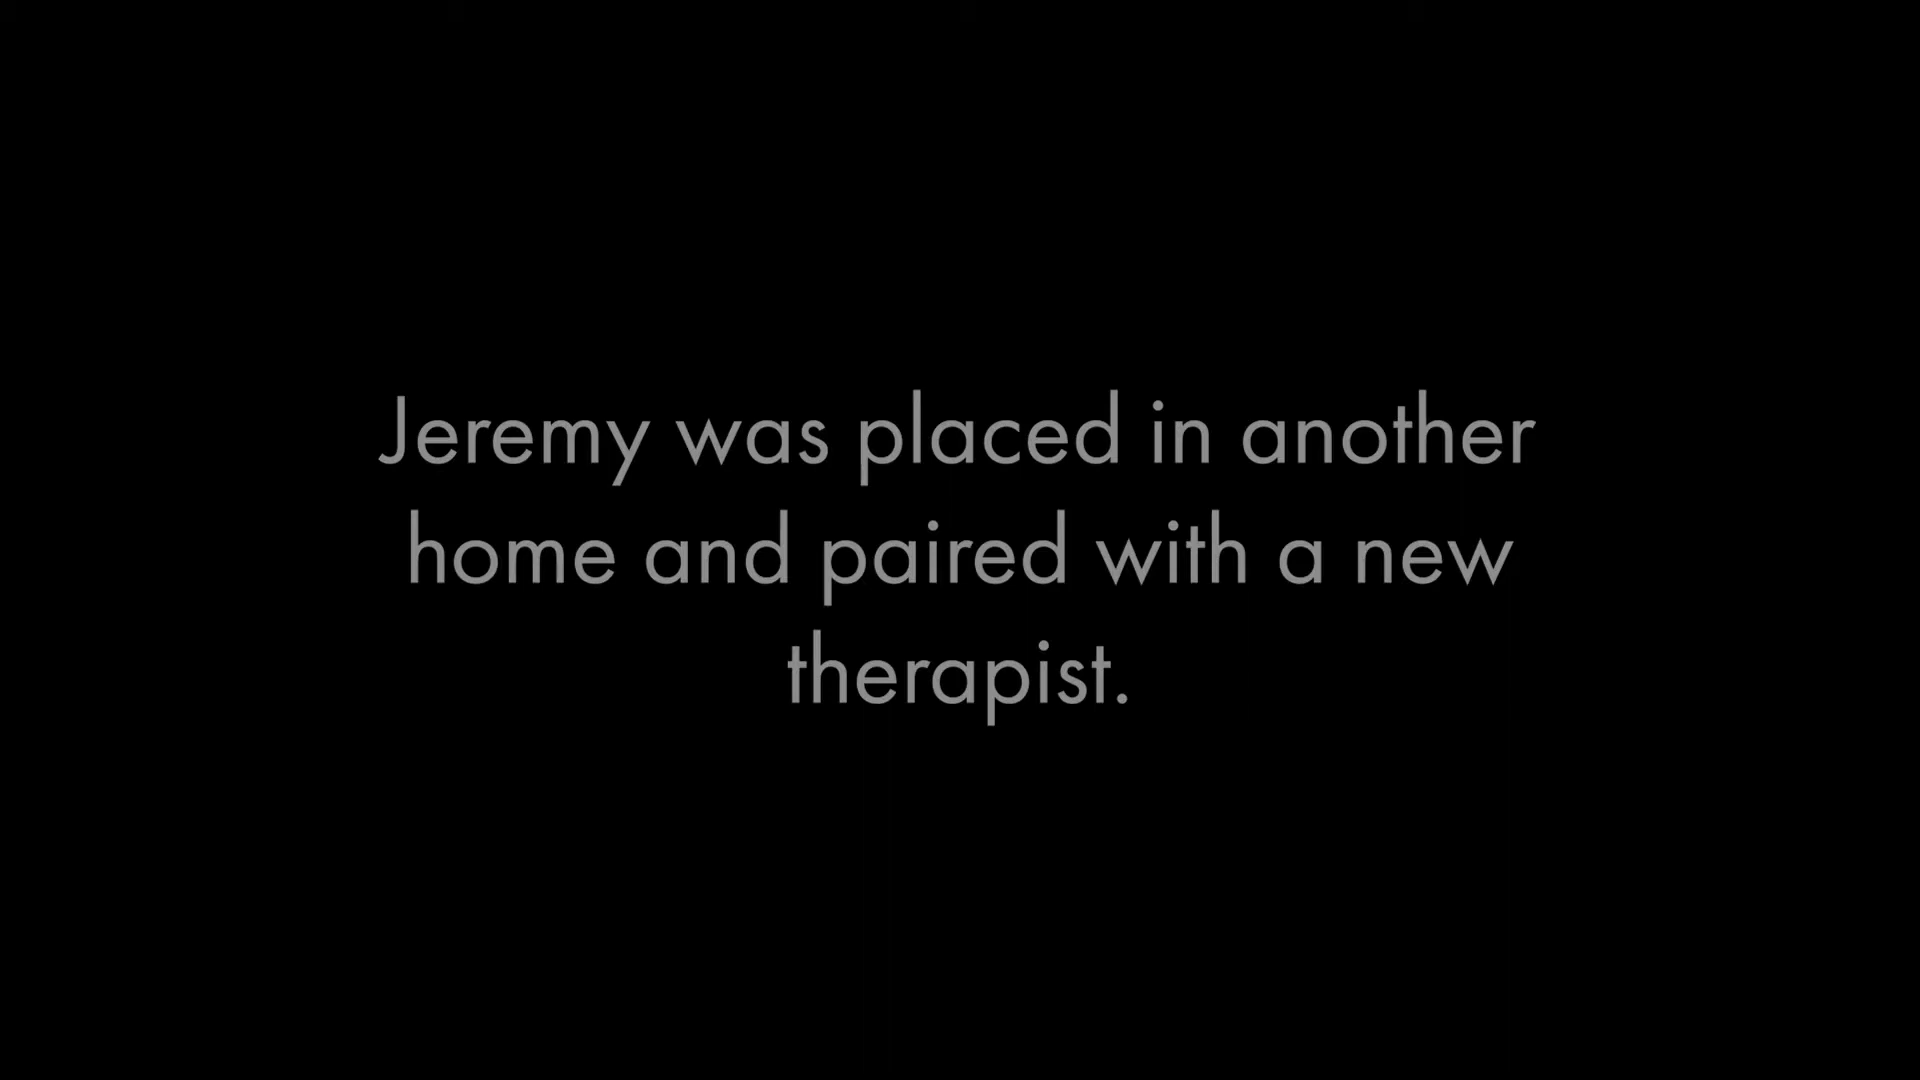 Jeremy was placed in another
home and paired with a new
therapist.